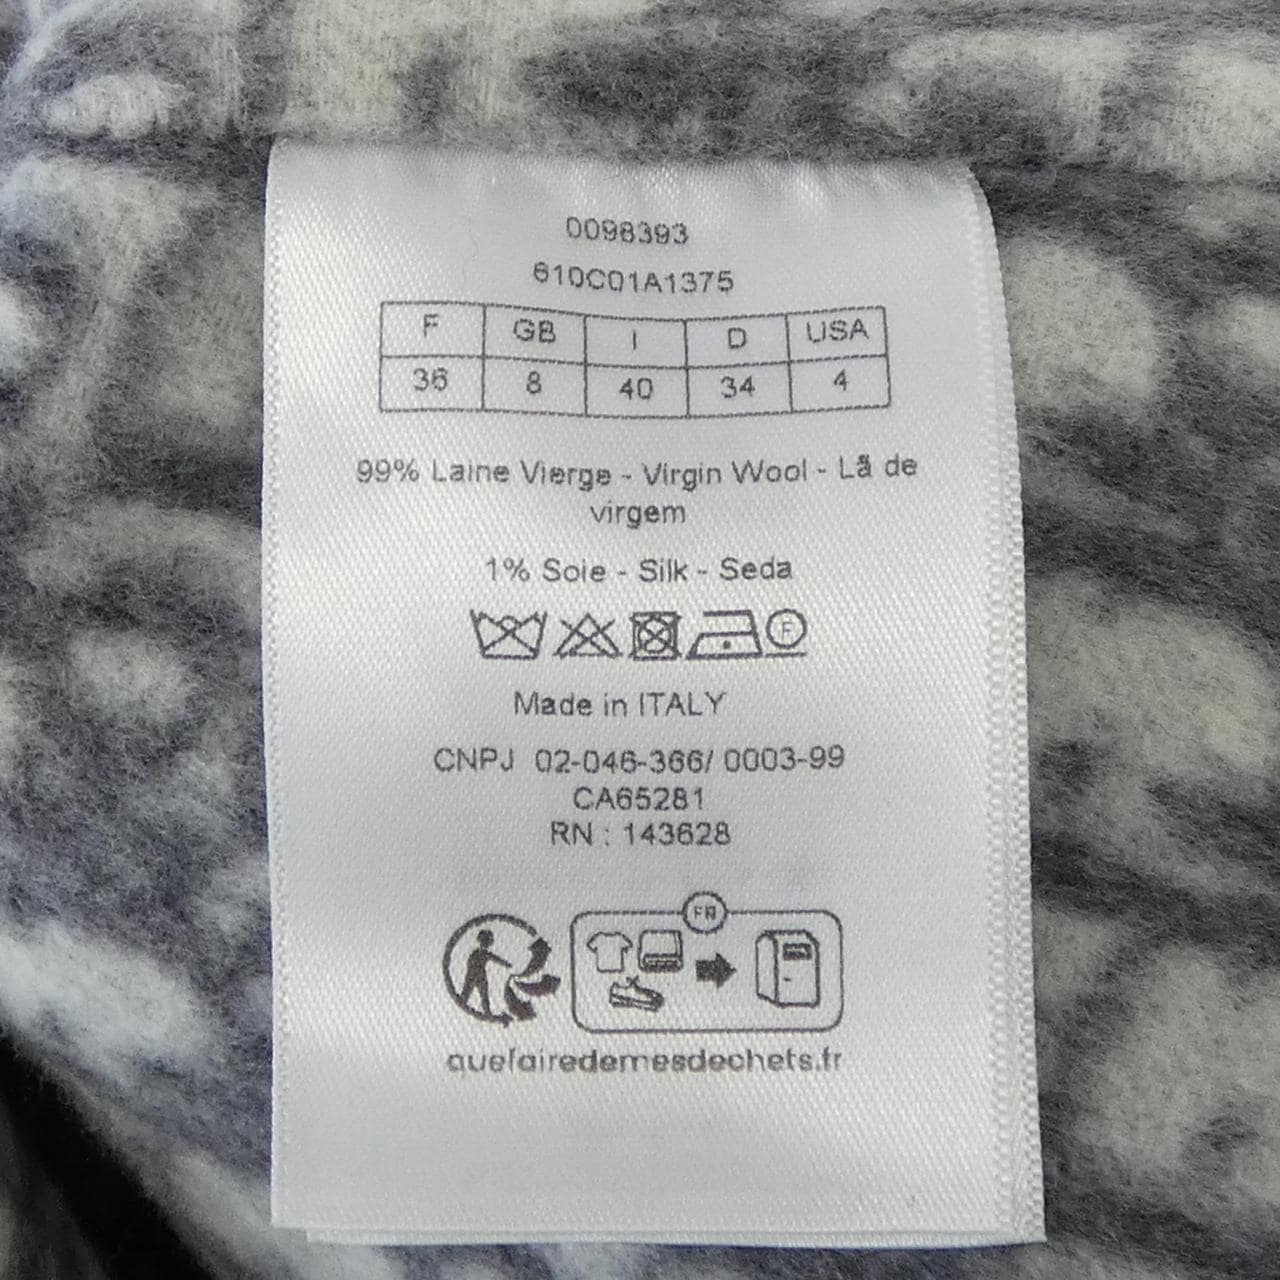 0098393
610C01A1375
F GB I D USA
36 8 40 34 4
99% Laine Vierge - Virgin Wool - Lã de
virgem
1% Soie - Silk - Seda
F
Made in ITALY
CNPJ 02-046-366/ 0003-99
CA65281
RN : 143628
FR
quefairedemesdechets.fr